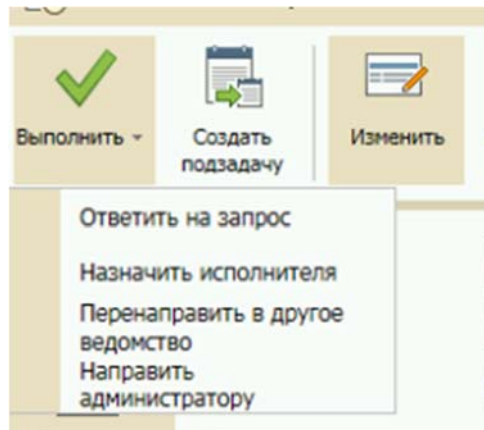 Выполнить
Создать
подзадачу
Изменить
Ответить на запрос
Назначить исполнителя
Перенаправить в другое
ведомство
Направить
администратору